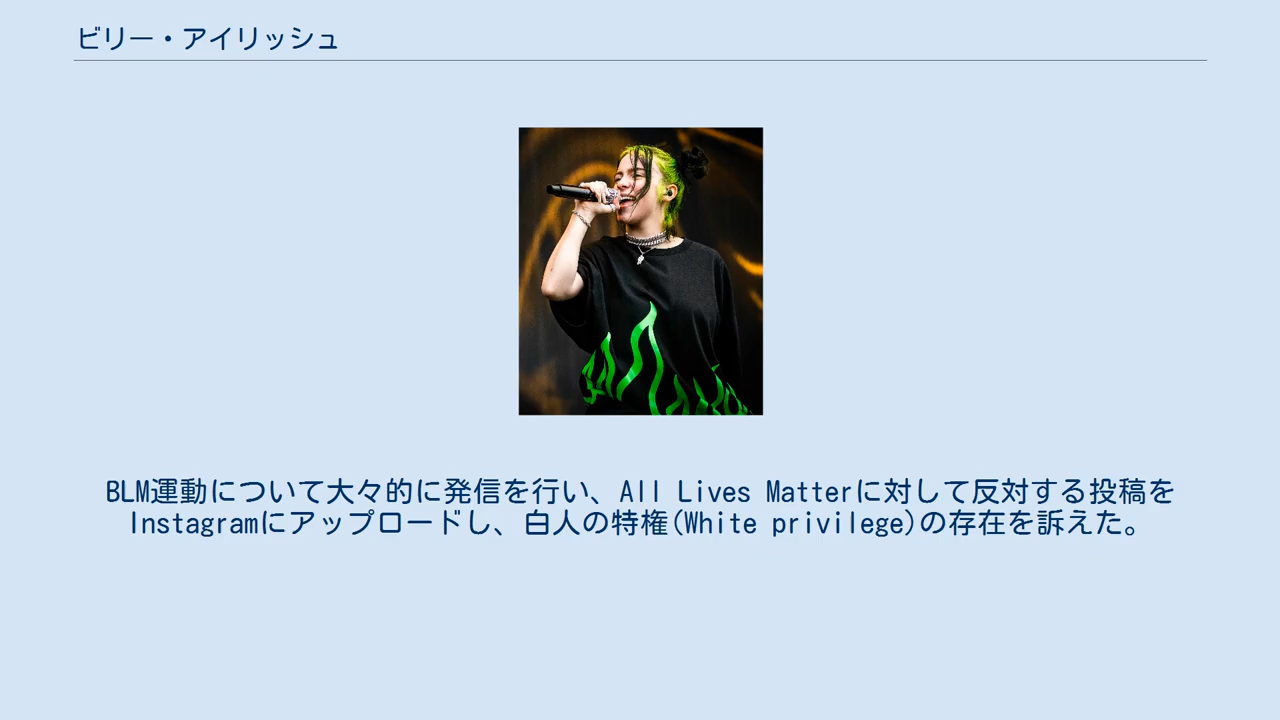 ビリー・アイリッシュ
BLM運動について大々的に発信を行い、All Lives Matterに対して反対する投稿を
Instagramにアップロードし、白人の特権(White privilege)の存在を訴えた。